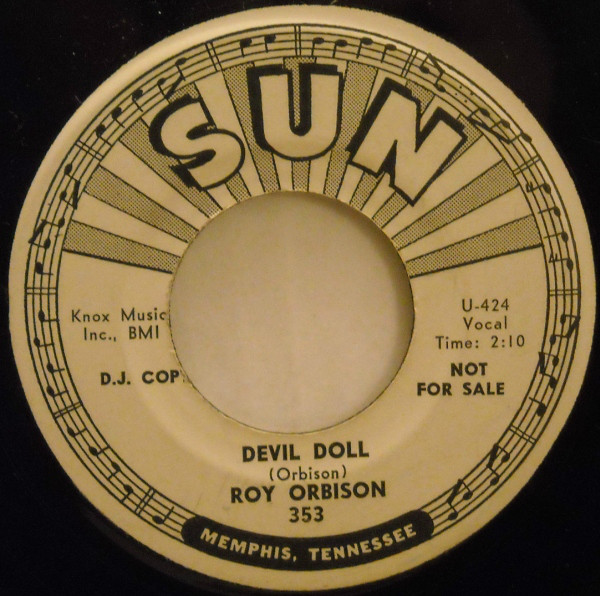 SUN
Knox Music
Inc., BMI
D.J. COP
U-424
Vocal
Time: 2:10
NOT
FOR SALE
DEVIL DOLL
(Orbison)
ROY ORBISON
353
MEMPHIS, TENNESSEE